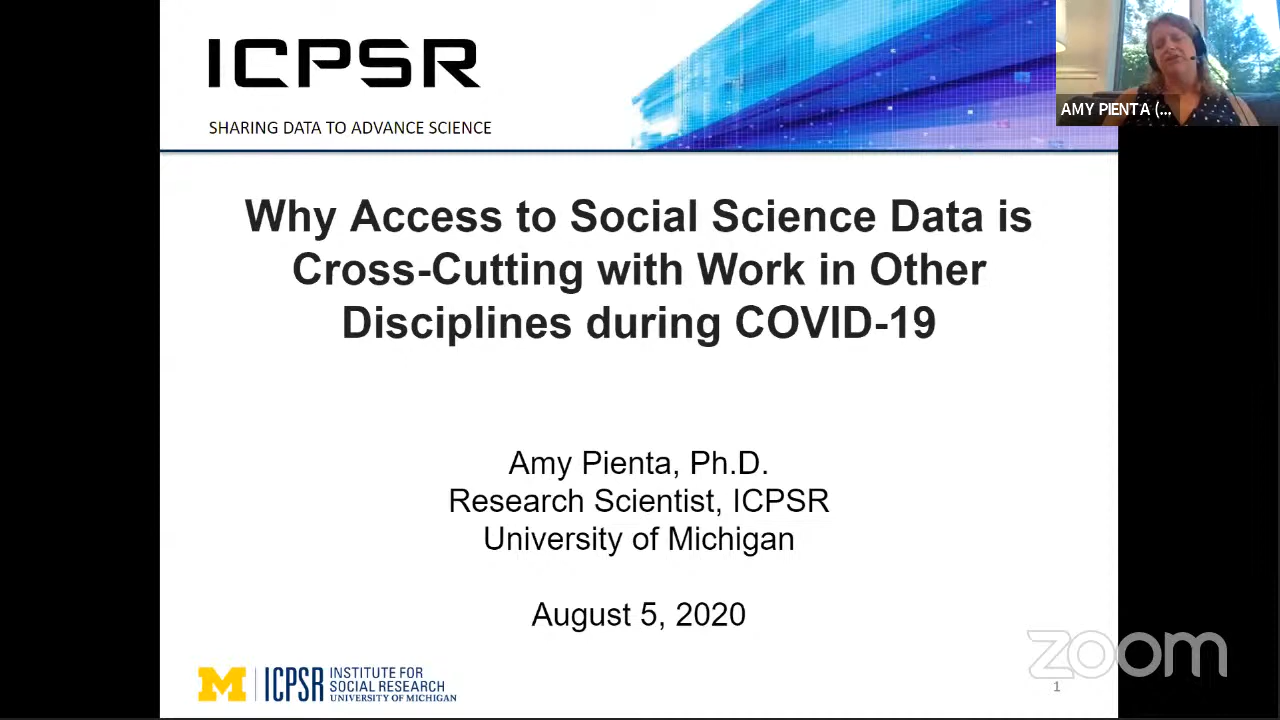 ICPSR
SHARING DATA TO ADVANCE SCIENCE
AMY PIENTA (...
Why Access to Social Science Data is
Cross-Cutting with Work in Other
Disciplines during COVID-19
Amy Pienta, Ph.D.
Research Scientist, ICPSR
University of Michigan
August 5, 2020
M
ICPSR
INSTITUTE FOR
SOCIAL RESEARCH
UNIVERSITY OF MICHIGAN
zoom
1